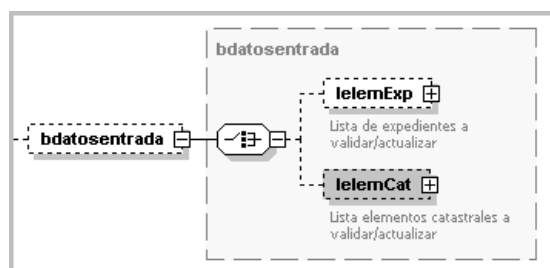 bdatosentrada
lelemExp
Lista de expedientes a
validar/actualizar
bdatosentrada
lelemCat
Lista elementos catastrales a
validar/actualizar